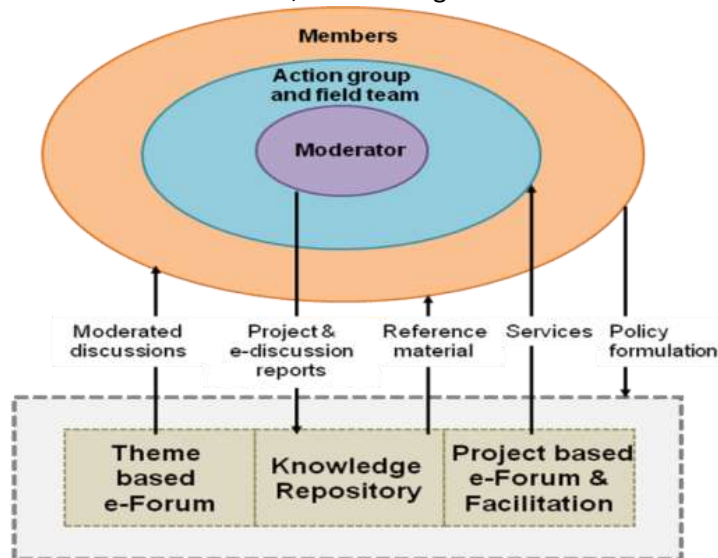 Members
Action group
and field team
Moderator
Moderated
discussions
Project &
e-discussion
reports
Reference
material
Services
Policy
formulation
Theme
based
e-Forum
Knowledge
Repository
Project based
e-Forum &
Facilitation